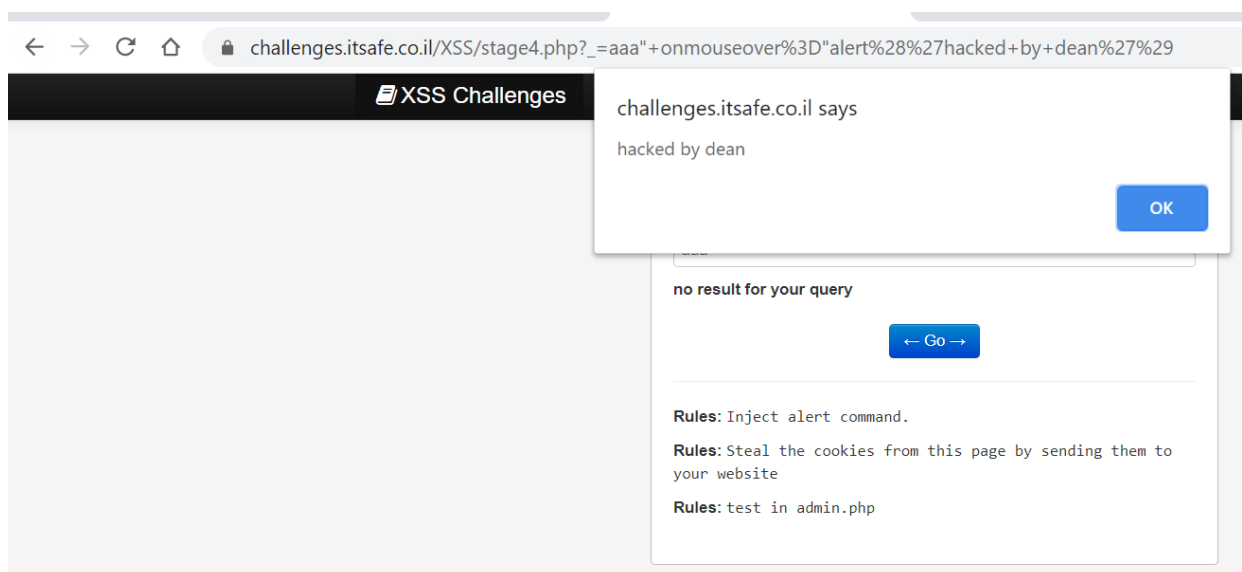 challenges.itsafe.co.il/XSS/stage4.php?_=aaa"+onmouseover%3D"alert%28%27hacked+by+dean%27%29
XSS Challenges
challenges.itsafe.co.il says
hacked by dean
OK
no result for your query
← Go →
Rules: Inject alert command.
Rules: Steal the cookies from this page by sending them to
your website
Rules: test in admin.php